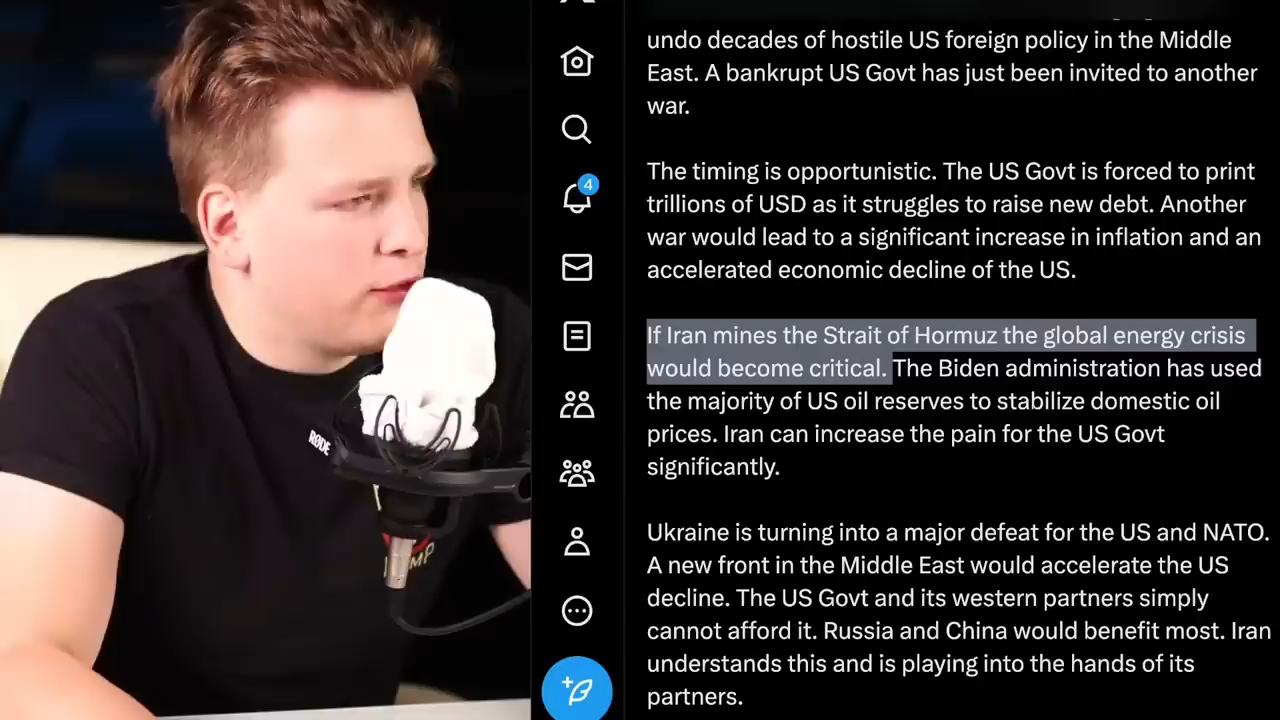 undo decades of hostile US foreign policy in the Middle
East. A bankrupt US Govt has just been invited to another
war.
The timing is opportunistic. The US Govt is forced to print
trillions of USD as it struggles to raise new debt. Another
war would lead to a significant increase in inflation and an
accelerated economic decline of the US.
If Iran mines the Strait of Hormuz the global energy crisis
would become critical. The Biden administration has used
the majority of US oil reserves to stabilize domestic oil
prices. Iran can increase the pain for the US Govt
significantly.
Ukraine is turning into a major defeat for the US and NATO.
A new front in the Middle East would accelerate the US
decline. The US Govt and its western partners simply
cannot afford it. Russia and China would benefit most. Iran
understands this and is playing into the hands of its
partners.
4
RØDE